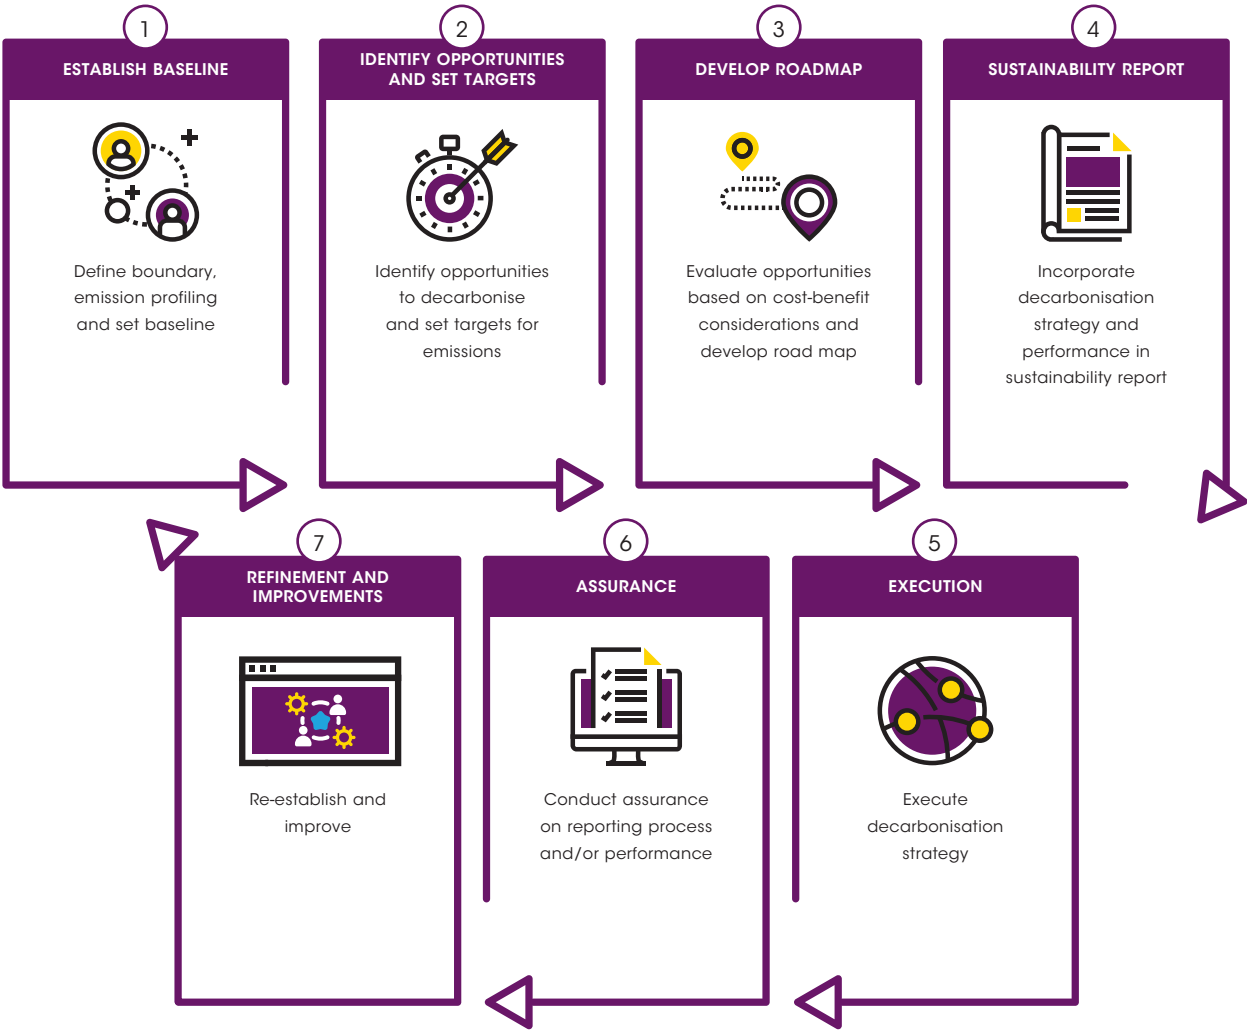 1
ESTABLISH BASELINE
Define boundary,
emission profiling
and set baseline
2
IDENTIFY OPPORTUNITIES
AND SET TARGETS
Identify opportunities
to decarbonise
and set targets for
emissions
3
DEVELOP ROADMAP
Evaluate opportunities
based on cost-benefit
considerations and
develop road map
4
SUSTAINABILITY REPORT
Incorporate
decarbonisation
strategy and
performance in
sustainability report
5
EXECUTION
Execute
decarbonisation
strategy
6
ASSURANCE
Conduct assurance
on reporting process
and/or performance
7
REFINEMENT AND
IMPROVEMENTS
Re-establish and
improve